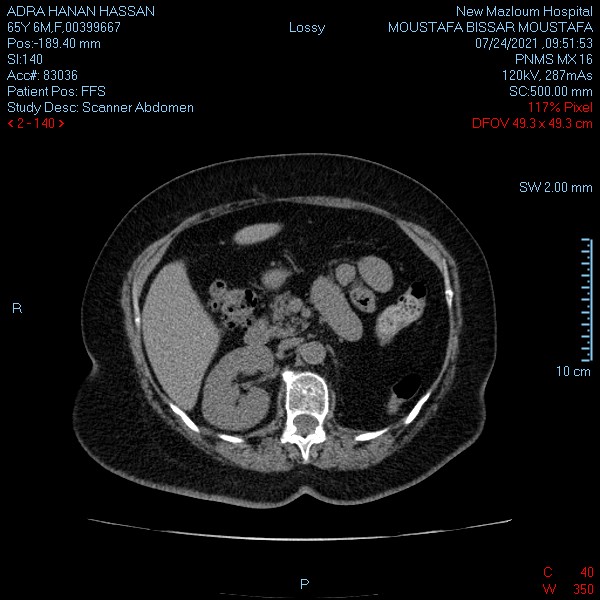 ADRA HANAN HASSAN
65Y 6M,F,00399667
Pos:-189.40 mm
SI:140
Acc#: 83036
Patient Pos: FFS
Study Desc: Scanner Abdomen
< 2 - 140 >
Lossy
New Mazloum Hospital
MOUSTAFA BISSAR MOUSTAFA
07/24/2021 ,09:51:53
PNMS MX 16
120kV, 287mAs
SC:500.00 mm
117% Pixel
DFOV 49.3 x 49.3 cm
SW 2.00 mm
R
10 cm
P
C 40
W 350